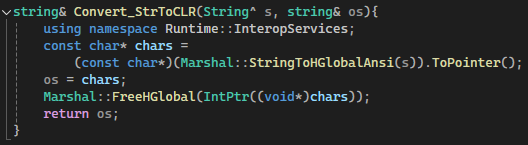 string& Convert_StrToCLR(String^ s, string& os){
    using namespace Runtime::InteropServices;
    const char* chars =
        (const char*)(Marshal::StringToHGlobalAnsi(s)).ToPointer();
    os = chars;
    Marshal::FreeHGlobal(IntPtr((void*)chars));
    return os;
}